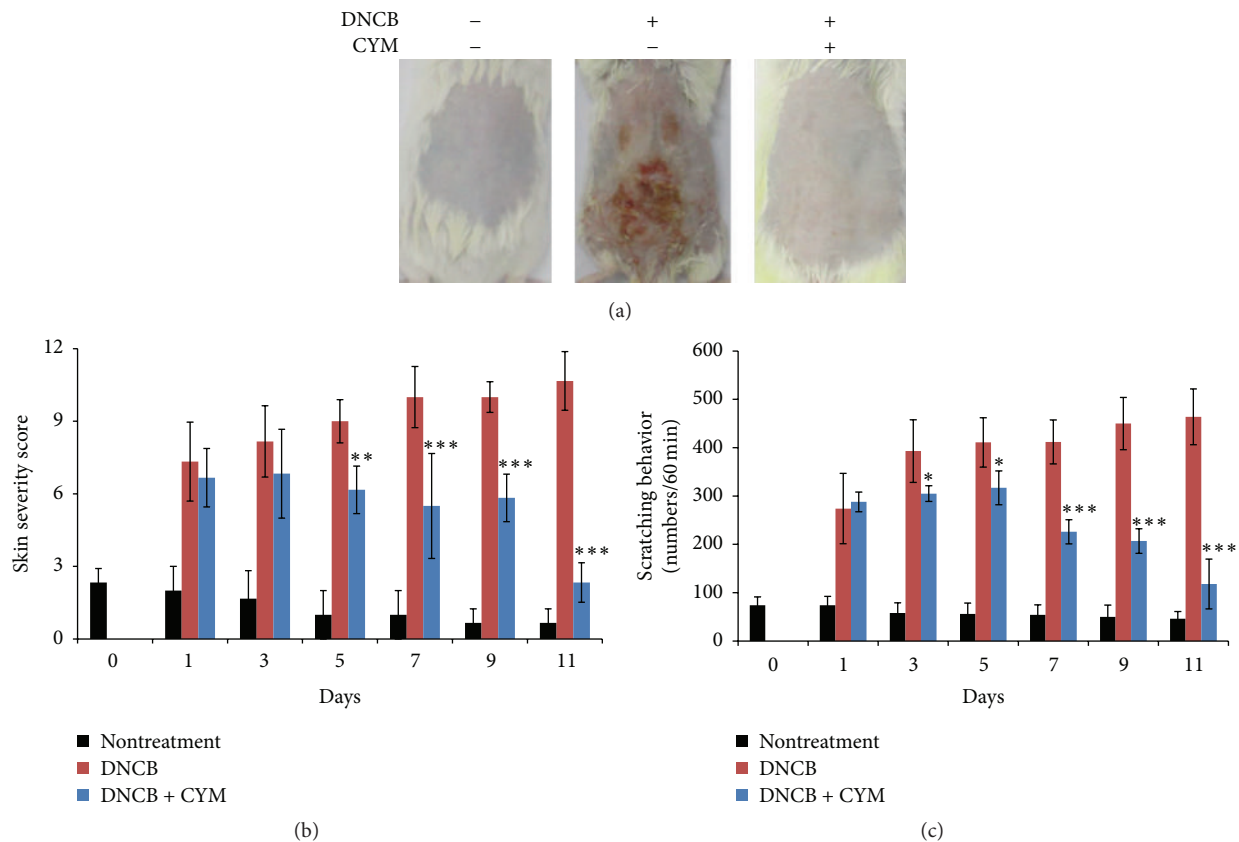 DNCB − + +
CYM − − +
(a)
12
9
6
3
0
Skin severity score
** *** *** ***
0 1 3 5 7 9 11
Days
Nontreatment
DNCB
DNCB + CYM
(b)
600
500
400
300
200
100
0
Scratching behavior
(numbers/60 min)
* * *** *** ***
0 1 3 5 7 9 11
Days
Nontreatment
DNCB
DNCB + CYM
(c)